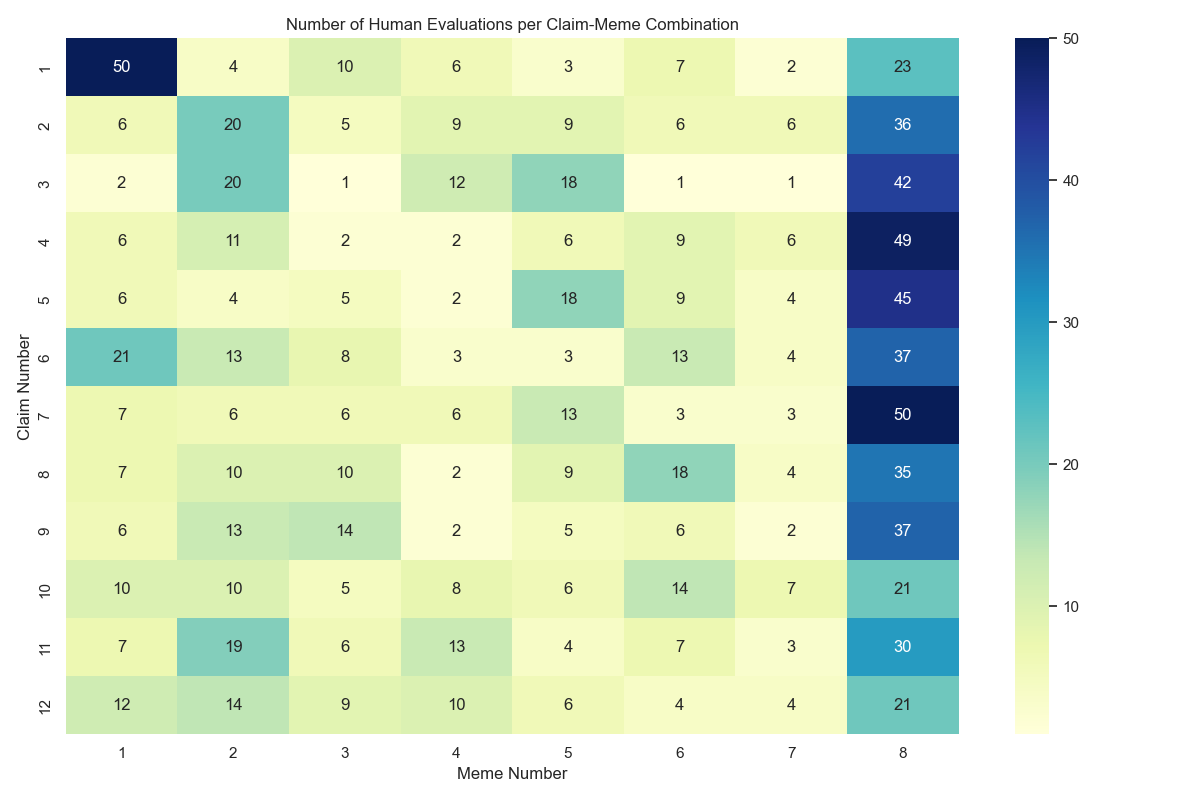 Number of Human Evaluations per Claim-Meme Combination
1 50 4 10 6 3 7 2 23
2 6 20 5 9 9 6 6 36
3 2 20 1 12 18 1 1 42
4 6 11 2 2 6 9 6 49
5 6 4 5 2 18 9 4 45
6 21 13 8 3 3 13 4 37
7 7 6 6 6 13 3 3 50
8 7 10 10 2 9 18 4 35
9 6 13 14 2 5 6 2 37
10 10 10 5 8 6 14 7 21
11 7 19 6 13 4 7 3 30
12 12 14 9 10 6 4 4 21
1 2 3 4 5 6 7 8
Meme Number
Claim Number
50
40
30
20
10